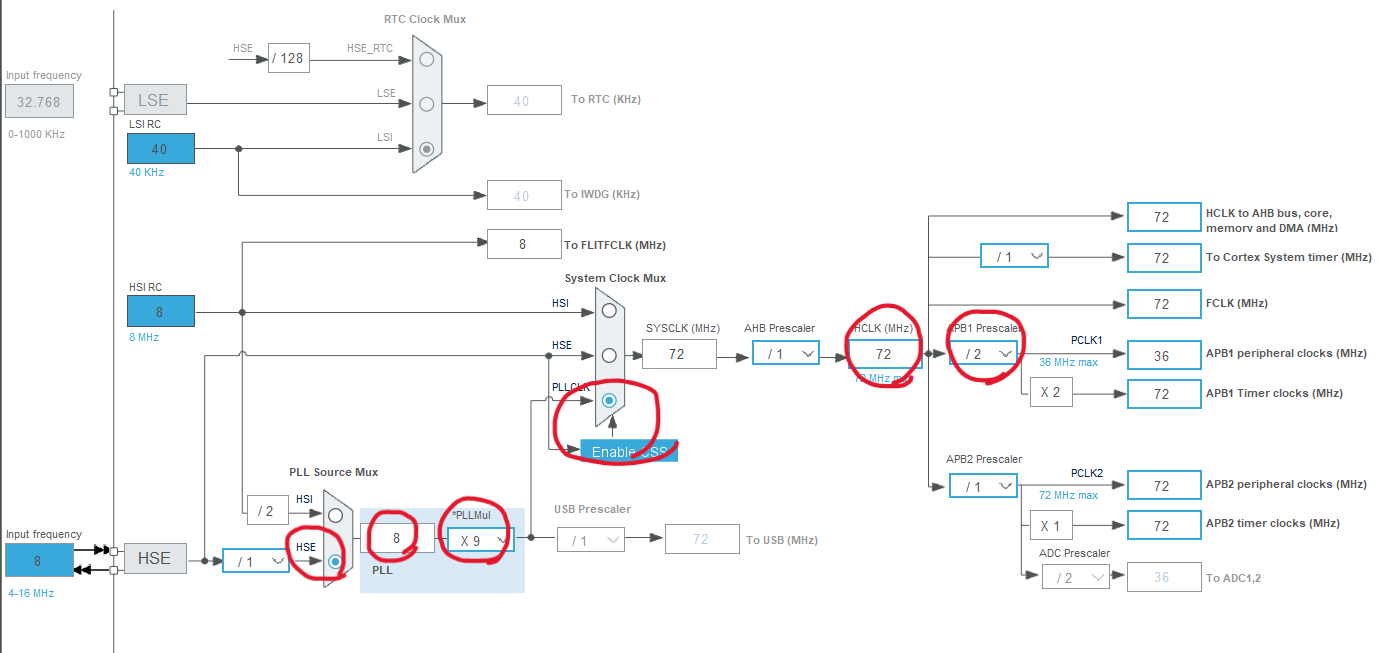 RTC Clock Mux
HSE
/ 128
HSE_RTC
Input frequency
32.768
0-1000 KHz
LSE
LSE
40
To RTC (KHz)
LSI RC
40
40 KHz
LSI
40
To IWDG (KHz)
8
To FLITFCLK (MHz)
System Clock Mux
HSI RC
8
8 MHz
HSI
HSE
PLLCLK
SYSCLK (MHz)
72
AHB Prescaler
/ 1
HCLK (MHz)
72
72 MHz max
Enable CSS
APB1 Prescaler
/ 2
PCLK1
36 MHz max
X 2
72
HCLK to AHB bus, core,
memory and DMA (MHz)
/ 1
72
To Cortex System timer (MHz)
72
FCLK (MHz)
36
APB1 peripheral clocks (MHz)
72
APB1 Timer clocks (MHz)
APB2 Prescaler
/ 1
PCLK2
72 MHz max
72
APB2 peripheral clocks (MHz)
X 1
72
APB2 timer clocks (MHz)
ADC Prescaler
/ 2
36
To ADC1,2
PLL Source Mux
/ 2
HSI
Input frequency
8
4-16 MHz
HSE
/ 1
HSE
8
PLL
*PLLMul
X 9
USB Prescaler
/ 1
72
To USB (MHz)